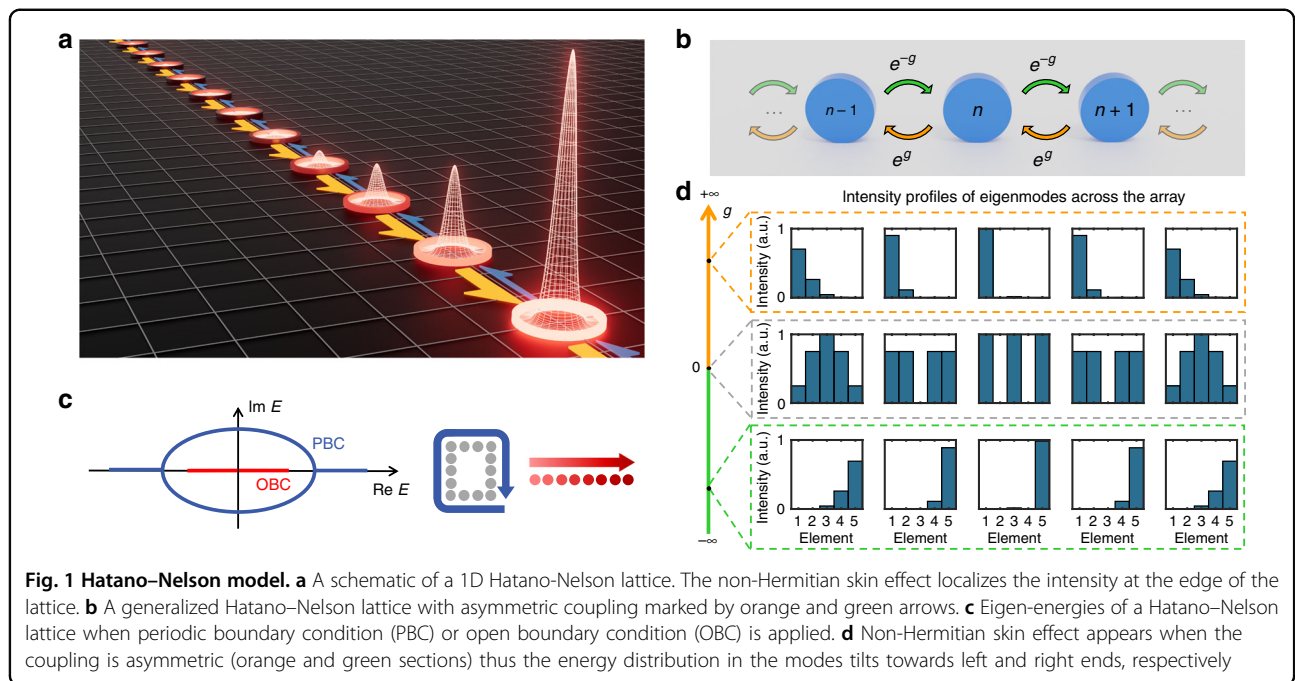 a
b
e⁻ᵍ
e⁻ᵍ
...
n – 1
n
n + 1
...
eᵍ
eᵍ
c
Im E
PBC
OBC
Re E
d
+∞
g
0
−∞
Intensity profiles of eigenmodes across the array
Intensity (a.u.)
1
0
Intensity (a.u.)
1
0
Intensity (a.u.)
1
0
1 2 3 4 5
1 2 3 4 5
1 2 3 4 5
1 2 3 4 5
1 2 3 4 5
Element
Element
Element
Element
Element
Fig. 1 Hatano–Nelson model. a A schematic of a 1D Hatano-Nelson lattice. The non-Hermitian skin effect localizes the intensity at the edge of the
lattice. b A generalized Hatano–Nelson lattice with asymmetric coupling marked by orange and green arrows. c Eigen-energies of a Hatano–Nelson
lattice when periodic boundary condition (PBC) or open boundary condition (OBC) is applied. d Non-Hermitian skin effect appears when the
coupling is asymmetric (orange and green sections) thus the energy distribution in the modes tilts towards left and right ends, respectively